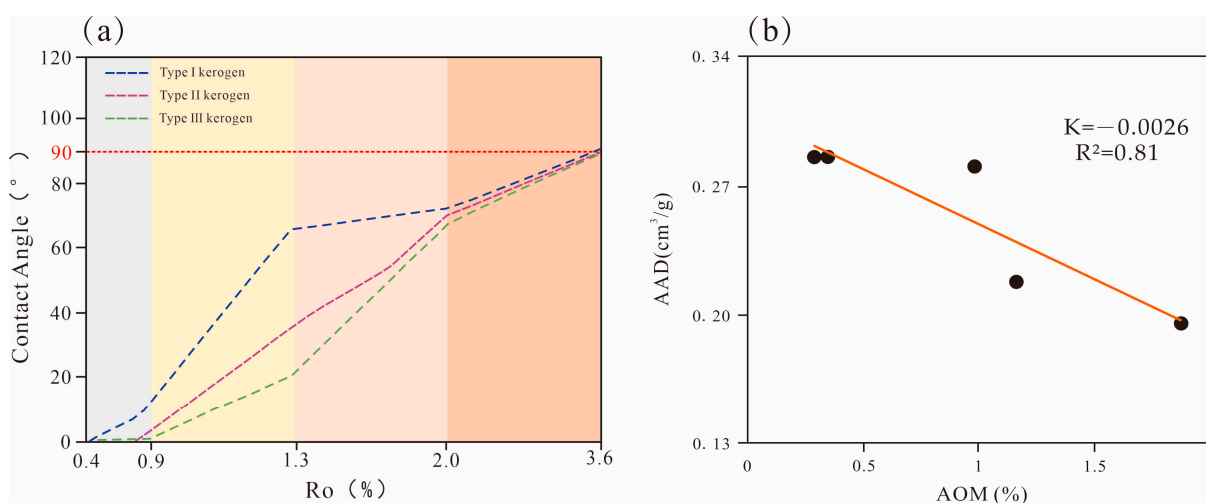 (a)
120
100
90
80
60
40
20
0
Contact Angle ( ° )
Type I kerogen
Type II kerogen
Type III kerogen
0.4
0.9
1.3
2.0
3.6
Ro (%)
(b)
0. 34
0. 27
0. 20
0. 13
AAD(cm³/g)
K=−0.0026
R²=0.81
0
0.5
1
1.5
AOM (%)